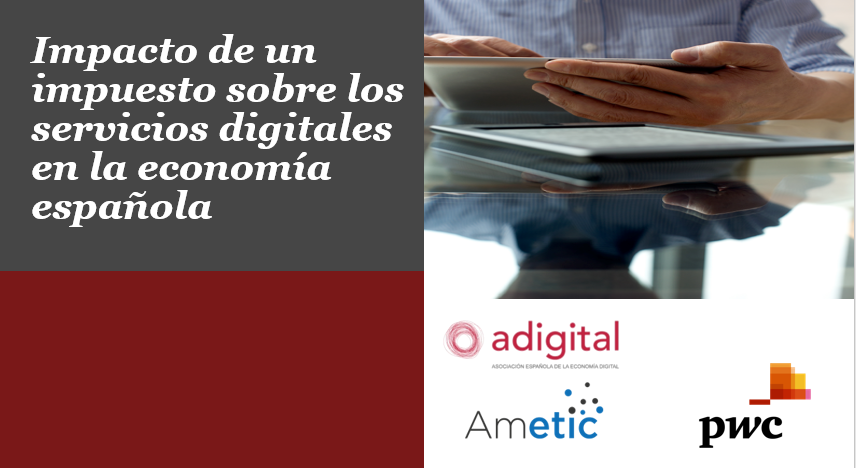 Impacto de un
impuesto sobre los
servicios digitales
en la economía
española
adigital
ASOCIACIÓN ESPAÑOLA DE LA ECONOMÍA DIGITAL
Ametic
pwc